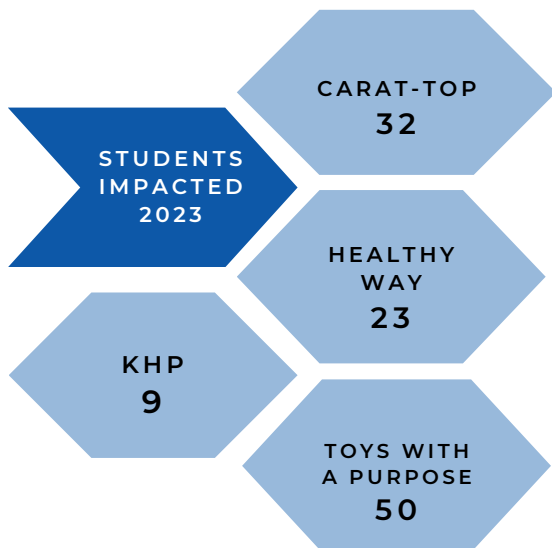 STUDENTS
IMPACTED
2023
CARAT-TOP
32
HEALTHY
WAY
23
KHP
9
TOYS WITH
A PURPOSE
50